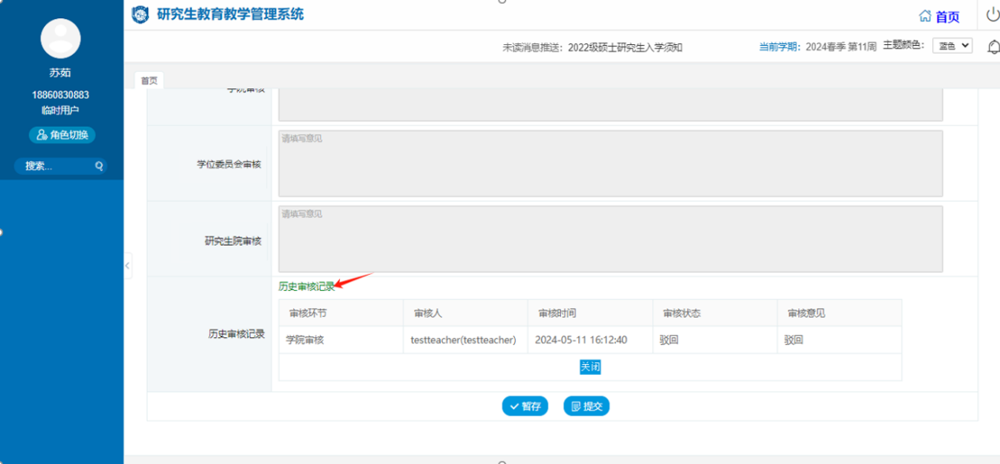 研究生教育教学管理系统
首页
未读消息推送：2022级硕士研究生入学须知
当前学期：2024春季 第11周
主题颜色：
蓝色
苏茹
18860830883
临时用户
角色切换
搜索...
首页
学院审核
学位委员会审核
请填写意见
研究生院审核
请填写意见
历史审核记录
历史审核记录
审核环节 审核人 审核时间 审核状态 审核意见
学院审核 testteacher(testteacher) 2024-05-11 16:12:40 驳回 驳回
关闭
暂存 提交